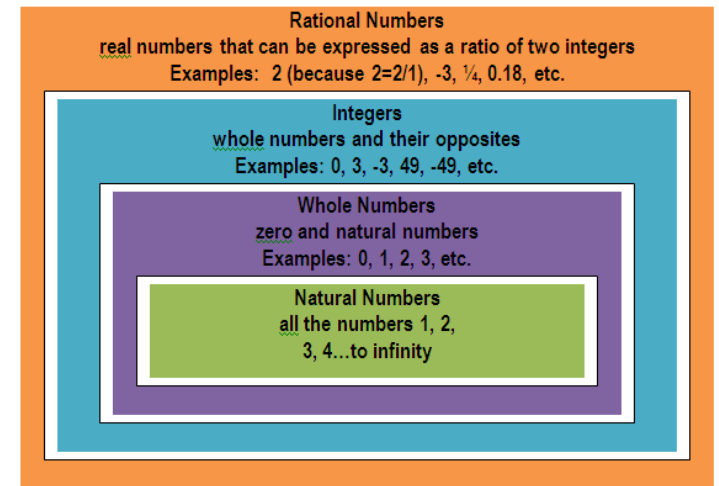 Rational Numbers
real numbers that can be expressed as a ratio of two integers
Examples: 2 (because 2=2/1), -3, ¼, 0.18, etc.
Integers
whole numbers and their opposites
Examples: 0, 3, -3, 49, -49, etc.
Whole Numbers
zero and natural numbers
Examples: 0, 1, 2, 3, etc.
Natural Numbers
all the numbers 1, 2,
3, 4…to infinity